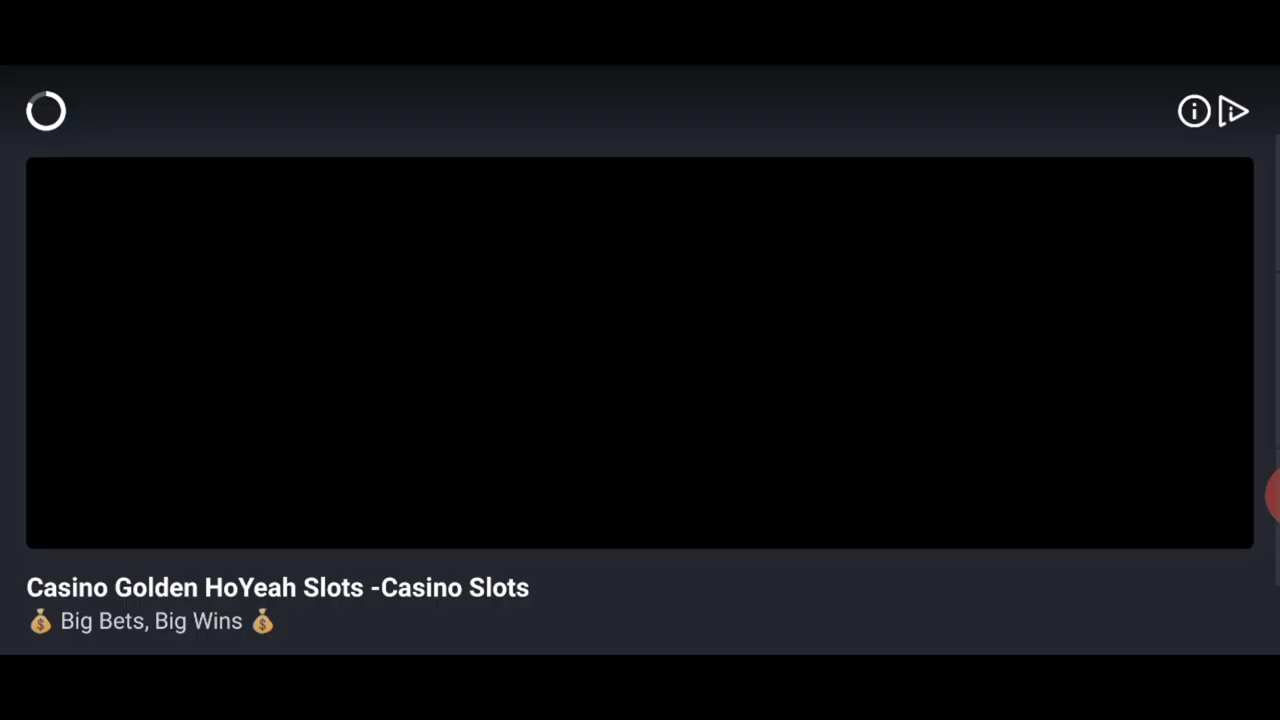 Casino Golden HoYeah Slots -Casino Slots
💰 Big Bets, Big Wins 💰